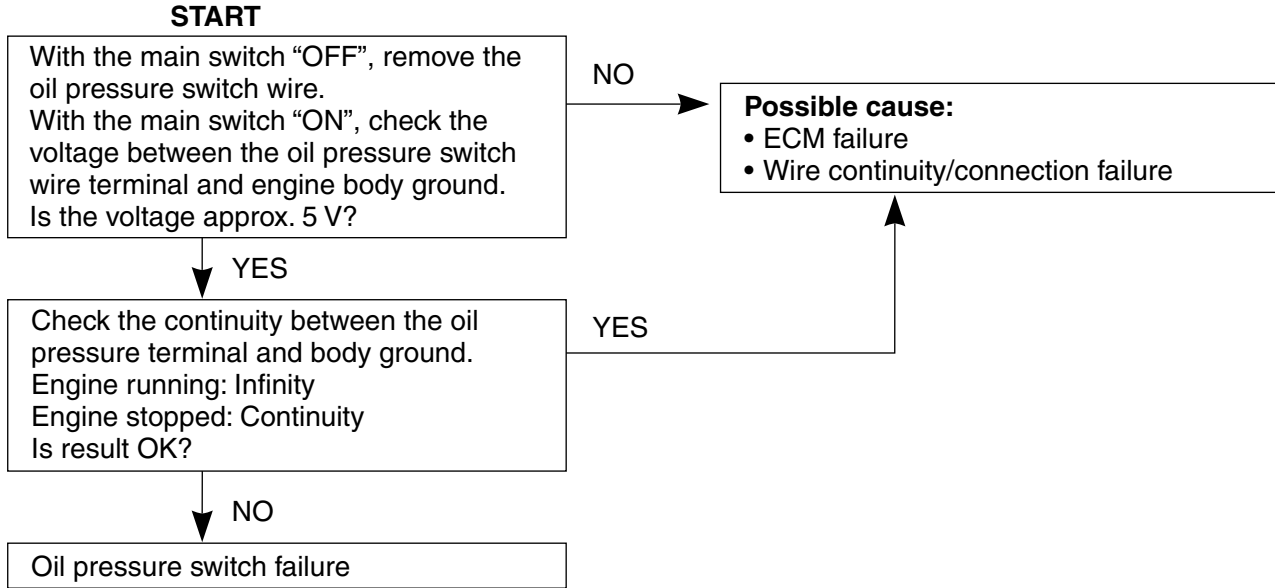 START
With the main switch “OFF”, remove the
oil pressure switch wire.
With the main switch “ON”, check the
voltage between the oil pressure switch
wire terminal and engine body ground.
Is the voltage approx. 5 V?
NO
Possible cause:
• ECM failure
• Wire continuity/connection failure
YES
Check the continuity between the oil
pressure terminal and body ground.
Engine running: Infinity
Engine stopped: Continuity
Is result OK?
YES
NO
Oil pressure switch failure